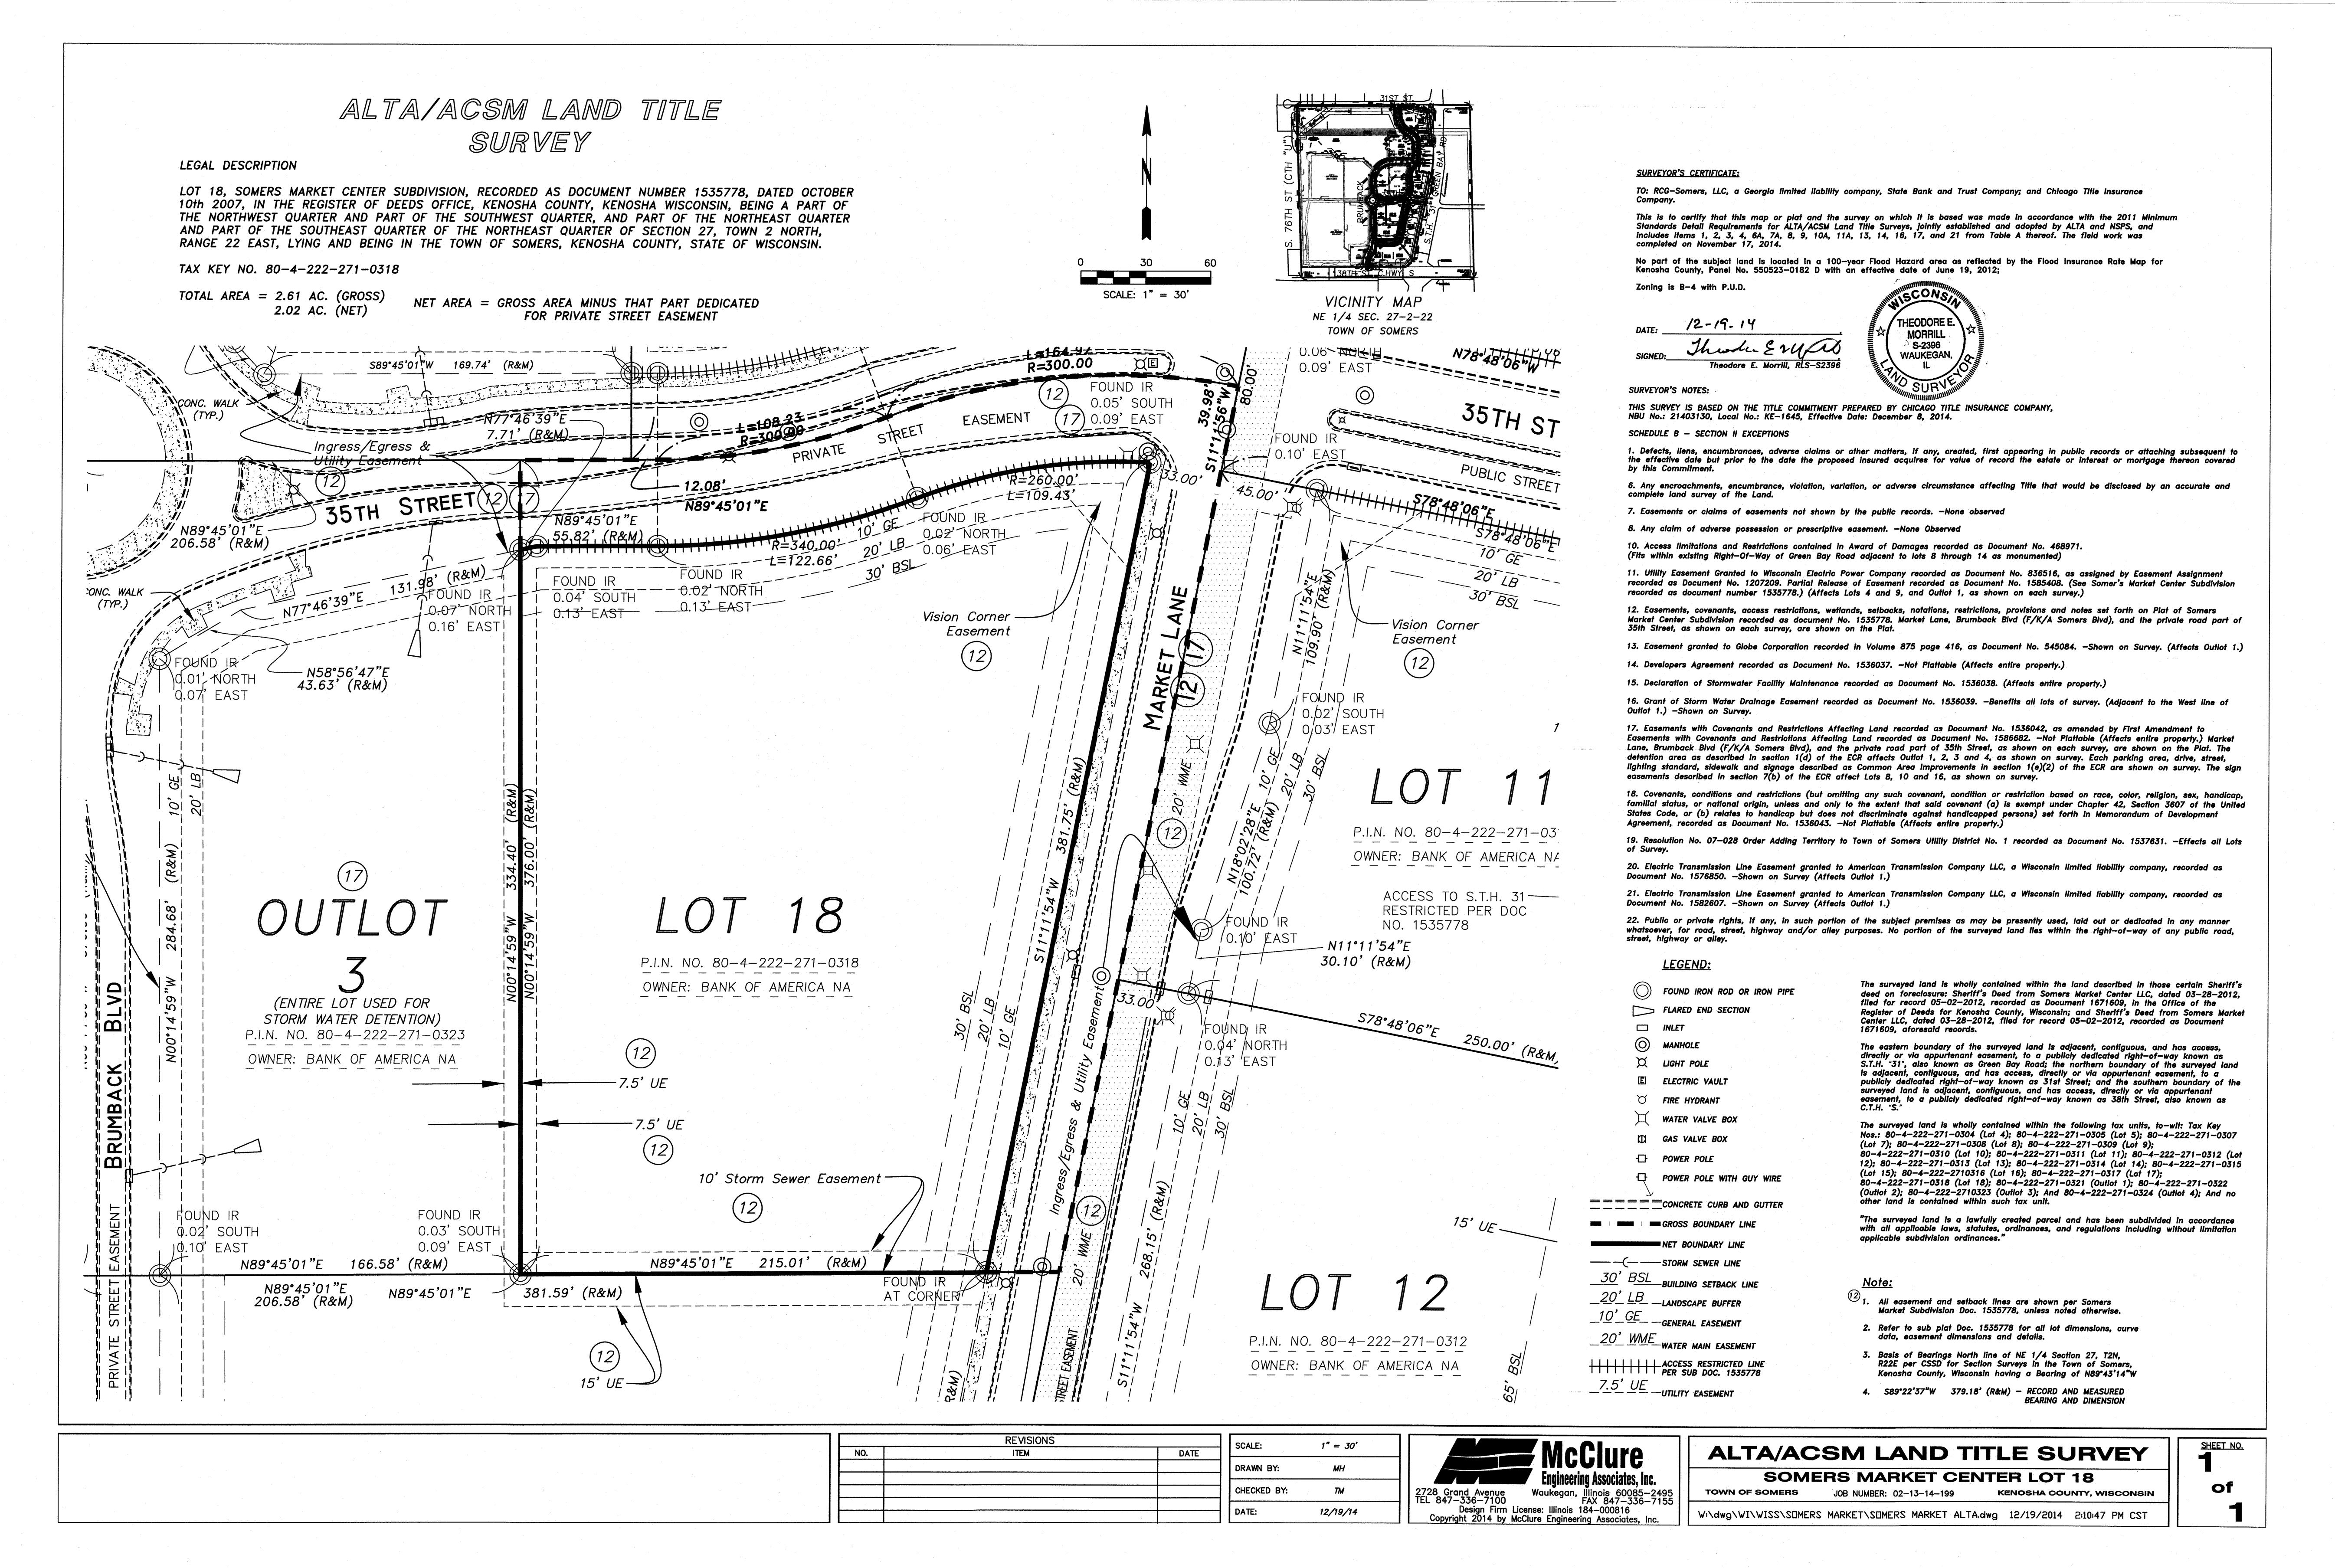 ALTA/ACSM LAND TITLE
SURVEY
LEGAL DESCRIPTION
LOT 18, SOMERS MARKET CENTER SUBDIVISION, RECORDED AS DOCUMENT NUMBER 1535778, DATED OCTOBER
10th 2007, IN THE REGISTER OF DEEDS OFFICE, KENOSHA COUNTY, KENOSHA WISCONSIN, BEING A PART OF
THE NORTHWEST QUARTER AND PART OF THE SOUTHWEST QUARTER, AND PART OF THE NORTHEAST QUARTER
AND PART OF THE SOUTHEAST QUARTER OF THE NORTHEAST QUARTER OF SECTION 27, TOWN 2 NORTH,
RANGE 22 EAST, LYING AND BEING IN THE TOWN OF SOMERS, KENOSHA COUNTY, STATE OF WISCONSIN.
TAX KEY NO. 80-4-222-271-0318
TOTAL AREA = 2.61 AC. (GROSS)
2.02 AC. (NET)
NET AREA = GROSS AREA MINUS THAT PART DEDICATED
FOR PRIVATE STREET EASEMENT
N
0 30 60
SCALE: 1" = 30'
31ST ST.
S. 76TH ST (CTH "U")
BRUMBACK
GREEN BAY RD
S.T.H. 31
38TH ST C.HWY S
VICINITY MAP
NE 1/4 SEC. 27-2-22
TOWN OF SOMERS
S89°45'01"W 169.74' (R&M)
CONC. WALK
(TYP.)
N77°46'39"E
7.71' (R&M)
Ingress/Egress &
Utility Easement
12
L=108.23
R=300.00
L=164.97
R=300.00
12
17
FOUND IR
0.05' SOUTH
0.09' EAST
PRIVATE STREET EASEMENT
39.98'
S11°11'56"W
80.00'
0.06' NORTH
0.09' EAST
N78°48'06"W
35TH ST
PUBLIC STREET
FOUND IR
0.10' EAST
33.00'
45.00'
S78°48'06"E
S78°48'06"E
10' GE
20' LB
30' BSL
35TH STREET
12
17
12.08'
N89°45'01"E
N89°45'01"E
206.58' (R&M)
N89°45'01"E
55.82' (R&M)
R=260.00'
L=109.43'
R=340.00'
L=122.66'
10' GE
20' LB
30' BSL
FOUND IR
0.02' NORTH
0.06' EAST
CONC. WALK
(TYP.)
N77°46'39"E 131.98' (R&M)
FOUND IR
0.07' NORTH
0.16' EAST
FOUND IR
0.04' SOUTH
0.13' EAST
FOUND IR
0.02' NORTH
0.13' EAST
Vision Corner
Easement
12
MARKET LANE
12
17
N11°11'54"E
109.90' (R&M)
Vision Corner
Easement
12
FOUND IR
0.01' NORTH
0.07' EAST
N58°56'47"E
43.63' (R&M)
FOUND IR
0.02' SOUTH
0.03' EAST
10' GE
20' LB
N00°14'59"W 284.68' (R&M)
N00°14'59"W 334.40' (R&M)
N00°14'59"W 376.00' (R&M)
S11°11'54"W 381.75' (R&M)
20' WME
12
10' GE
20' LB
30' BSL
N18°02'28"E
100.72' (R&M)
LOT 11
P.I.N. NO. 80-4-222-271-03
OWNER: BANK OF AMERICA NA
ACCESS TO S.T.H. 31
RESTRICTED PER DOC
NO. 1535778
17
OUTLOT
3
(ENTIRE LOT USED FOR
STORM WATER DETENTION)
P.I.N. NO. 80-4-222-271-0323
OWNER: BANK OF AMERICA NA
LOT 18
P.I.N. NO. 80-4-222-271-0318
OWNER: BANK OF AMERICA NA
FOUND IR
0.10' EAST
N11°11'54"E
30.10' (R&M)
33.00'
FOUND IR
0.04' NORTH
0.13' EAST
S78°48'06"E 250.00' (R&M)
30' BSL
20' LB
10' GE
Ingress/Egress & Utility Easement
10' GE
20' LB
30' BSL
12
7.5' UE
7.5' UE
12
10' Storm Sewer Easement
12
BRUMBACK BLVD
PRIVATE STREET EASEMENT
FOUND IR
0.02' SOUTH
0.10' EAST
FOUND IR
0.03' SOUTH
0.09' EAST
N89°45'01"E 166.58' (R&M)
N89°45'01"E
206.58' (R&M)
N89°45'01"E 381.59' (R&M)
N89°45'01"E 215.01' (R&M)
FOUND IR
AT CORNER
12
15' UE
20' WME
12
STREET EASEMENT
S11°11'54"W 268.15' (R&M)
R&M)
15' UE
65' BSL
LOT 12
P.I.N. NO. 80-4-222-271-0312
OWNER: BANK OF AMERICA NA
SURVEYOR'S CERTIFICATE:
TO: RCG-Somers, LLC, a Georgia limited liability company, State Bank and Trust Company; and Chicago Title Insurance
Company.
This is to certify that this map or plat and the survey on which it is based was made in accordance with the 2011 Minimum
Standards Detail Requirements for ALTA/ACSM Land Title Surveys, jointly established and adopted by ALTA and NSPS, and
includes items 1, 2, 3, 4, 6A, 7A, 8, 9, 10A, 11A, 13, 14, 16, 17, and 21 from Table A thereof. The field work was
completed on November 17, 2014.
No part of the subject land is located in a 100-year Flood Hazard area as reflected by the Flood Insurance Rate Map for
Kenosha County, Panel No. 550523-0182 D with an effective date of June 19, 2012;
Zoning is B-4 with P.U.D.
DATE: 12-19-14
SIGNED: Theodore E Morrill
Theodore E. Morrill, RLS-S2396
WISCONSIN
THEODORE E.
MORRILL
S-2396
WAUKEGAN,
IL
LAND SURVEYOR
SURVEYOR'S NOTES:
THIS SURVEY IS BASED ON THE TITLE COMMITMENT PREPARED BY CHICAGO TITLE INSURANCE COMPANY,
NBU No.: 21403130, Local No.: KE-1645, Effective Date: December 8, 2014.
SCHEDULE B - SECTION II EXCEPTIONS
1. Defects, liens, encumbrances, adverse claims or other matters, if any, created, first appearing in public records or attaching subsequent to
the effective date but prior to the date the proposed insured acquires for value of record the estate or interest or mortgage thereon covered
by this Commitment.
6. Any encroachments, encumbrance, violation, variation, or adverse circumstance affecting Title that would be disclosed by an accurate and
complete land survey of the Land.
7. Easements or claims of easements not shown by the public records. -None observed
8. Any claim of adverse possession or prescriptive easement. -None Observed
10. Access limitations and Restrictions contained in Award of Damages recorded as Document No. 468971.
(Fits within existing Right-Of-Way of Green Bay Road adjacent to lots 8 through 14 as monumented)
11. Utility Easement Granted to Wisconsin Electric Power Company recorded as Document No. 836516, as assigned by Easement Assignment
recorded as Document No. 1207209. Partial Release of Easement recorded as Document No. 1585408. (See Somer's Market Center Subdivision
recorded as document number 1535778.) (Affects Lots 4 and 9, and Outlot 1, as shown on each survey.)
12. Easements, covenants, access restrictions, wetlands, setbacks, notations, restrictions, provisions and notes set forth on Plat of Somers
Market Center Subdivision recorded as document No. 1535778. Market Lane, Brumback Blvd (F/K/A Somers Blvd), and the private road part of
35th Street, as shown on each survey, are shown on the Plat.
13. Easement granted to Globe Corporation recorded in Volume 875 page 416, as Document No. 545084. -Shown on Survey. (Affects Outlot 1.)
14. Developers Agreement recorded as Document No. 1536037. -Not Plattable (Affects entire property.)
15. Declaration of Stormwater Facility Maintenance recorded as Document No. 1536038. (Affects entire property.)
16. Grant of Storm Water Drainage Easement recorded as Document No. 1536039. -Benefits all lots of survey. (Adjacent to the West line of
Outlot 1.) -Shown on Survey.
17. Easements with Covenants and Restrictions Affecting Land recorded as Document No. 1536042, as amended by First Amendment to
Easements with Covenants and Restrictions Affecting Land recorded as Document No. 1586682. -Not Plattable (Affects entire property.) Market
Lane, Brumback Blvd (F/K/A Somers Blvd), and the private road part of 35th Street, as shown on each survey, are shown on the Plat. The
detention area as described in section 1(d) of the ECR affects Outlot 1, 2, 3 and 4, as shown on survey. Each parking area, drive, street,
lighting standard, sidewalk and signage described as Common Area Improvements in section 1(e)(2) of the ECR are shown on survey. The sign
easements described in section 7(b) of the ECR affect Lots 8, 10 and 16, as shown on survey.
18. Covenants, conditions and restrictions (but omitting any such covenant, condition or restriction based on race, color, religion, sex, handicap,
familial status, or national origin, unless and only to the extent that said covenant (a) is exempt under Chapter 42, Section 3607 of the United
States Code, or (b) relates to handicap but does not discriminate against handicapped persons) set forth in Memorandum of Development
Agreement, recorded as Document No. 1536043. -Not Plattable (Affects entire property.)
19. Resolution No. 07-028 Order Adding Territory to Town of Somers Utility District No. 1 recorded as Document No. 1537631. -Effects all Lots
of Survey.
20. Electric Transmission Line Easement granted to American Transmission Company LLC, a Wisconsin limited liability company, recorded as
Document No. 1576850. -Shown on Survey (Affects Outlot 1.)
21. Electric Transmission Line Easement granted to American Transmission Company LLC, a Wisconsin limited liability company, recorded as
Document No. 1582607. -Shown on Survey (Affects Outlot 1.)
22. Public or private rights, if any, in such portion of the subject premises as may be presently used, laid out or dedicated in any manner
whatsoever, for road, street, highway and/or alley purposes. No portion of the surveyed land lies within the right-of-way of any public road,
street, highway or alley.
LEGEND:
FOUND IRON ROD OR IRON PIPE
FLARED END SECTION
INLET
MANHOLE
LIGHT POLE
E ELECTRIC VAULT
FIRE HYDRANT
WATER VALVE BOX
GAS VALVE BOX
POWER POLE
POWER POLE WITH GUY WIRE
CONCRETE CURB AND GUTTER
GROSS BOUNDARY LINE
NET BOUNDARY LINE
STORM SEWER LINE
30' BSL BUILDING SETBACK LINE
20' LB LANDSCAPE BUFFER
10' GE GENERAL EASEMENT
20' WME WATER MAIN EASEMENT
ACCESS RESTRICTED LINE
PER SUB DOC. 1535778
7.5' UE UTILITY EASEMENT
The surveyed land is wholly contained within the land described in those certain Sheriff's
deed on foreclosure: Sheriff's Deed from Somers Market Center LLC, dated 03-28-2012,
filed for record 05-02-2012, recorded as Document 1671609, in the Office of the
Register of Deeds for Kenosha County, Wisconsin; and Sheriff's Deed from Somers Market
Center LLC, dated 03-28-2012, filed for record 05-02-2012, recorded as Document
1671609, aforesaid records.
The eastern boundary of the surveyed land is adjacent, contiguous, and has access,
directly or via appurtenant easement, to a publicly dedicated right-of-way known as
S.T.H. "31", also known as Green Bay Road; the northern boundary of the surveyed land
is adjacent, contiguous, and has access, directly or via appurtenant easement, to a
publicly dedicated right-of-way known as 31st Street; and the southern boundary of the
surveyed land is adjacent, contiguous, and has access, directly or via appurtenant
easement, to a publicly dedicated right-of-way known as 38th Street, also known as
C.T.H. "S."
The surveyed land is wholly contained within the following tax units, to-wit: Tax Key
Nos.: 80-4-222-271-0304 (Lot 4); 80-4-222-271-0305 (Lot 5); 80-4-222-271-0307
(Lot 7); 80-4-222-271-0308 (Lot 8); 80-4-222-271-0309 (Lot 9);
80-4-222-271-0310 (Lot 10); 80-4-222-271-0311 (Lot 11); 80-4-222-271-0312 (Lot
12); 80-4-222-271-0313 (Lot 13); 80-4-222-271-0314 (Lot 14); 80-4-222-271-0315
(Lot 15); 80-4-222-2710316 (Lot 16); 80-4-222-271-0317 (Lot 17);
80-4-222-271-0318 (Lot 18); 80-4-222-271-0321 (Outlot 1); 80-4-222-271-0322
(Outlot 2); 80-4-222-2710323 (Outlot 3); And 80-4-222-271-0324 (Outlot 4); And no
other land is contained within such tax unit.
"The surveyed land is a lawfully created parcel and has been subdivided in accordance
with all applicable laws, statutes, ordinances, and regulations including without limitation
applicable subdivision ordinances."
Note:
12
1. All easement and setback lines are shown per Somers
Market Subdivision Doc. 1535778, unless noted otherwise.
2. Refer to sub plat Doc. 1535778 for all lot dimensions, curve
data, easement dimensions and details.
3. Basis of Bearings North line of NE 1/4 Section 27, T2N,
R22E per CSSD for Section Surveys in the Town of Somers,
Kenosha County, Wisconsin having a Bearing of N89°43'14"W
4. S89°22'37"W 379.18' (R&M) - RECORD AND MEASURED
BEARING AND DIMENSION
REVISIONS
NO. ITEM DATE
SCALE: 1" = 30'
DRAWN BY: MH
CHECKED BY: TM
DATE: 12/19/14
McClure
Engineering Associates, Inc.
2728 Grand Avenue Waukegan, Illinois 60085-2495
TEL 847-336-7100 FAX 847-336-7155
Design Firm License: Illinois 184-000816
Copyright 2014 by McClure Engineering Associates, Inc.
ALTA/ACSM LAND TITLE SURVEY
SOMERS MARKET CENTER LOT 18
TOWN OF SOMERS JOB NUMBER: 02-13-14-199 KENOSHA COUNTY, WISCONSIN
W:\dwg\WI\WISS\SOMERS MARKET\SOMERS MARKET ALTA.dwg 12/19/2014 2:10:47 PM CST
SHEET NO.
1
of
1